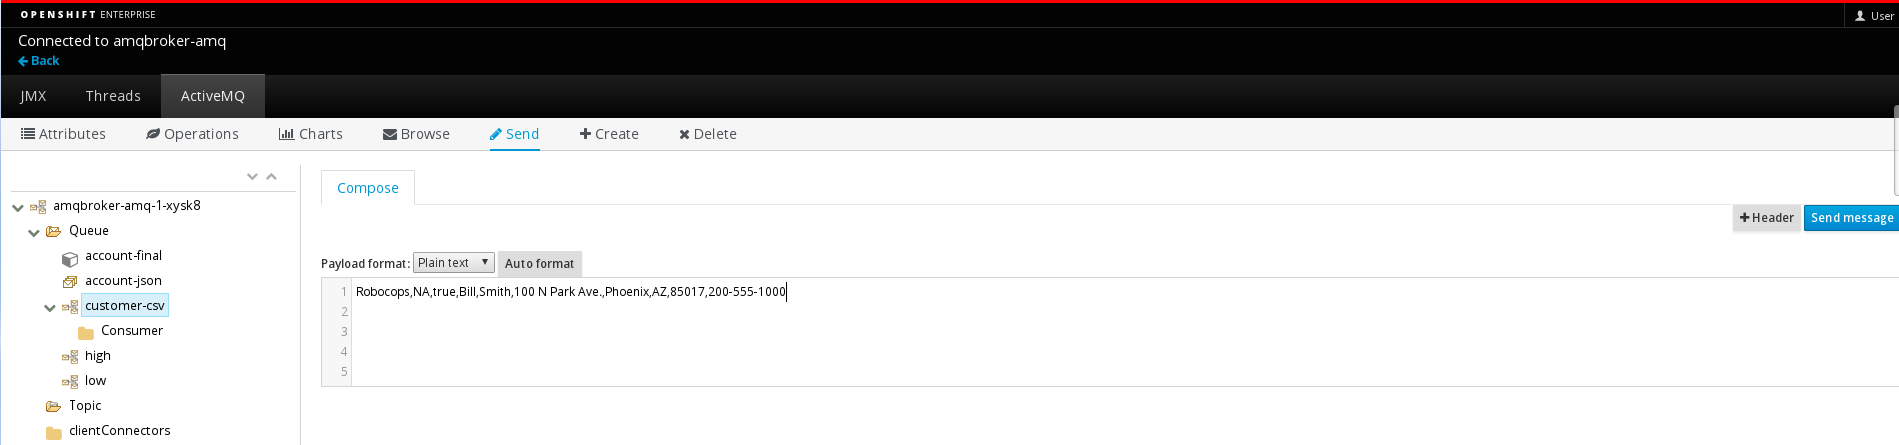 OPENSHIFT ENTERPRISE
User
Connected to amqbroker-amq
Back
JMX Threads ActiveMQ
Attributes Operations Charts Browse Send Create Delete
Compose
Header Send message
amqbroker-amq-1-xysk8
Queue
account-final
account-json
customer-csv
Consumer
high
low
Topic
clientConnectors
Payload format: Plain text Auto format
1 Robocops,NA,true,Bill,Smith,100 N Park Ave.,Phoenix,AZ,85017,200-555-1000
2
3
4
5